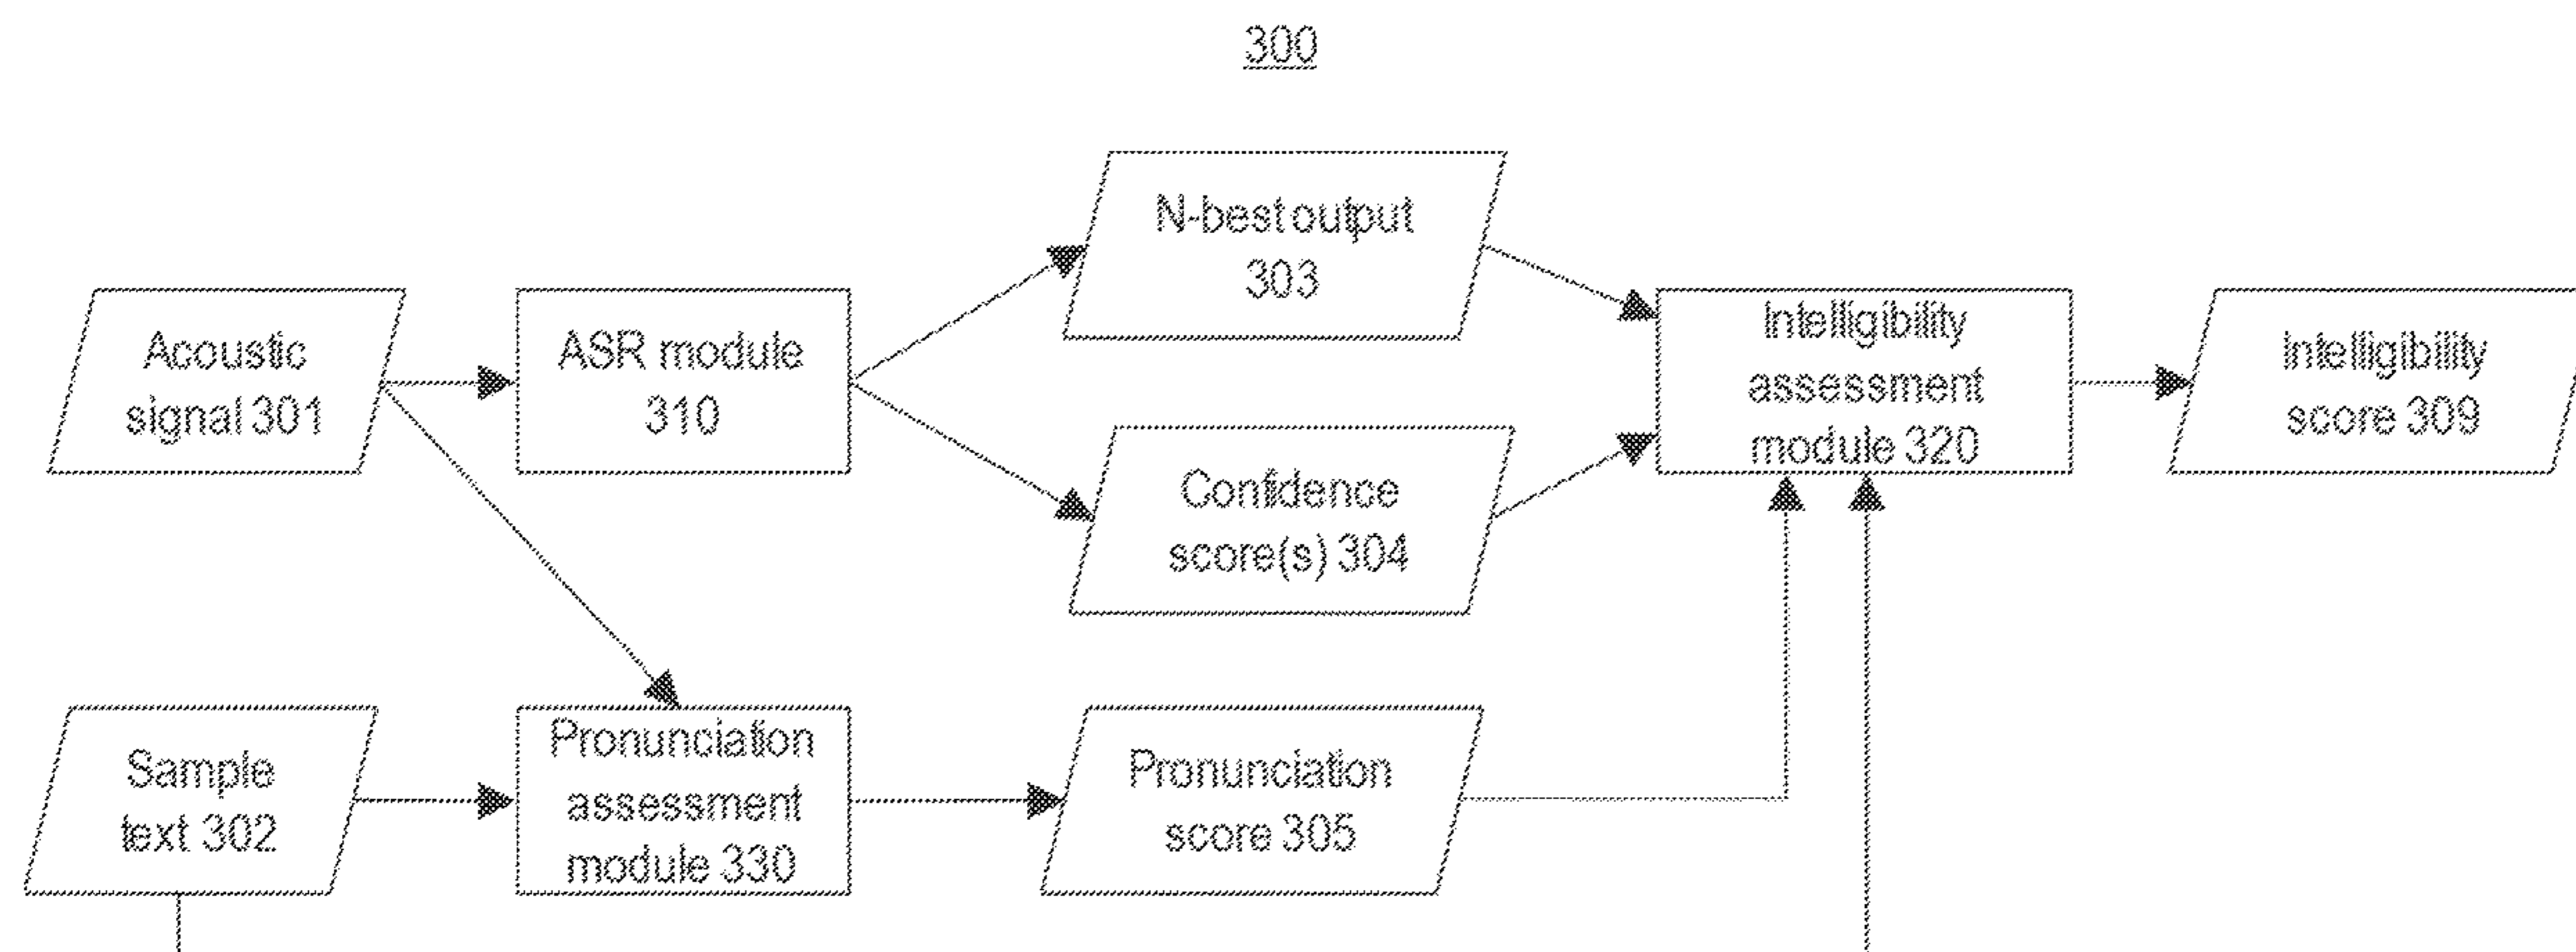 300
N-best output
303
Acoustic
signal 301
ASR module
310
Intelligibility
assessment
module 320
Intelligibility
score 309
Confidence
score(s) 304
Sample
text 302
Pronunciation
assessment
module 330
Pronunciation
score 305